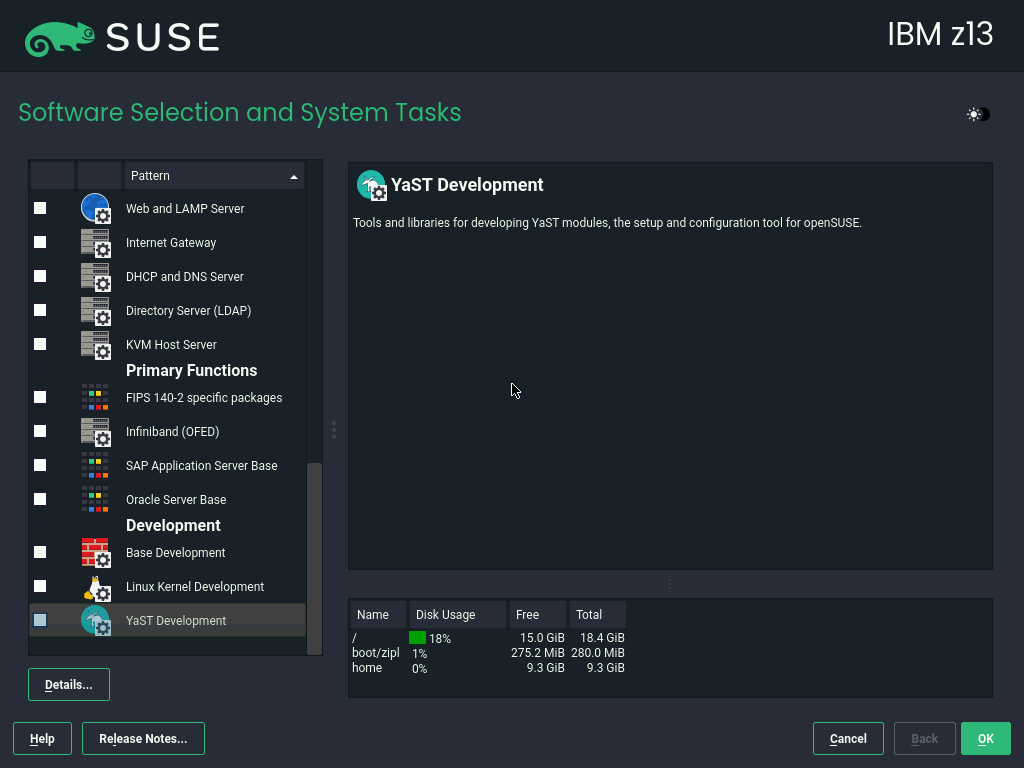 SUSE
IBM z13
Software Selection and System Tasks
Pattern
Web and LAMP Server
Internet Gateway
DHCP and DNS Server
Directory Server (LDAP)
KVM Host Server
Primary Functions
FIPS 140-2 specific packages
Infiniband (OFED)
SAP Application Server Base
Oracle Server Base
Development
Base Development
Linux Kernel Development
YaST Development
Details...
YaST Development
Tools and libraries for developing YaST modules, the setup and configuration tool for openSUSE.
Name Disk Usage Free Total
/ 18% 15.0 GiB 18.4 GiB
boot/zipl 1% 275.2 MiB 280.0 MiB
home 0% 9.3 GiB 9.3 GiB
Help Release Notes... Cancel Back OK